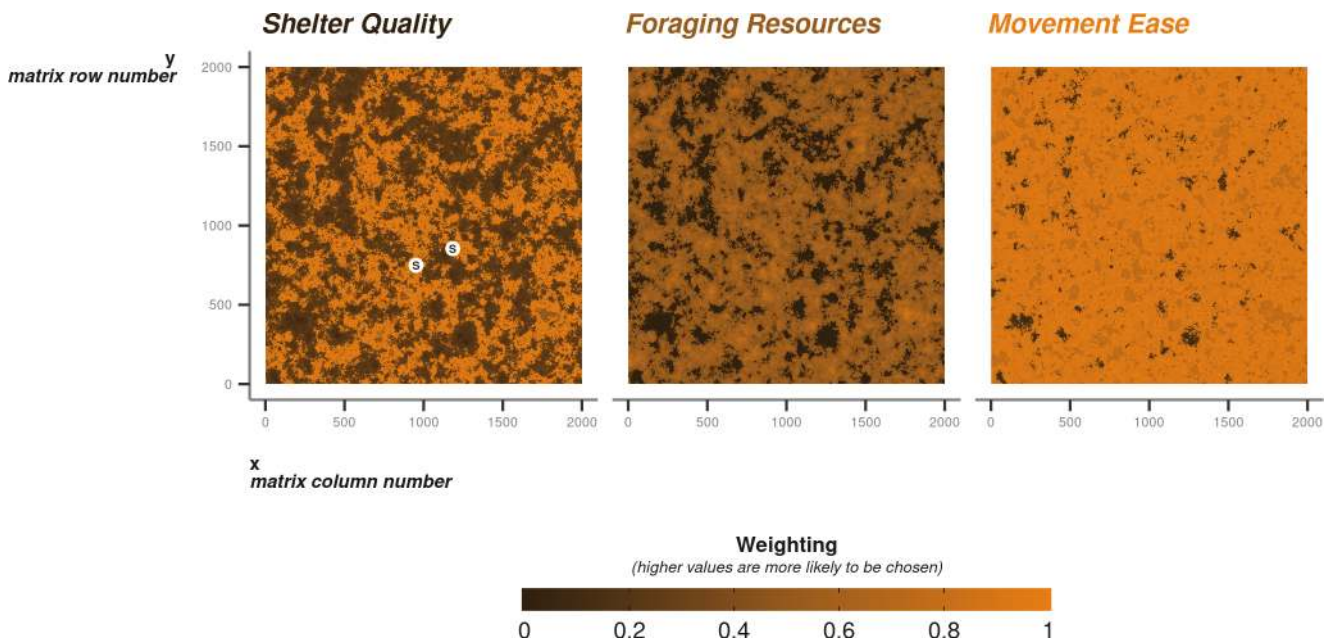 Shelter Quality Foraging Resources Movement Ease
y
matrix row number
2000
1500
1000
500
0
S
S
0 500 1000 1500 2000 0 500 1000 1500 2000 0 500 1000 1500 2000
x
matrix column number
Weighting
(higher values are more likely to be chosen)
0 0.2 0.4 0.6 0.8 1